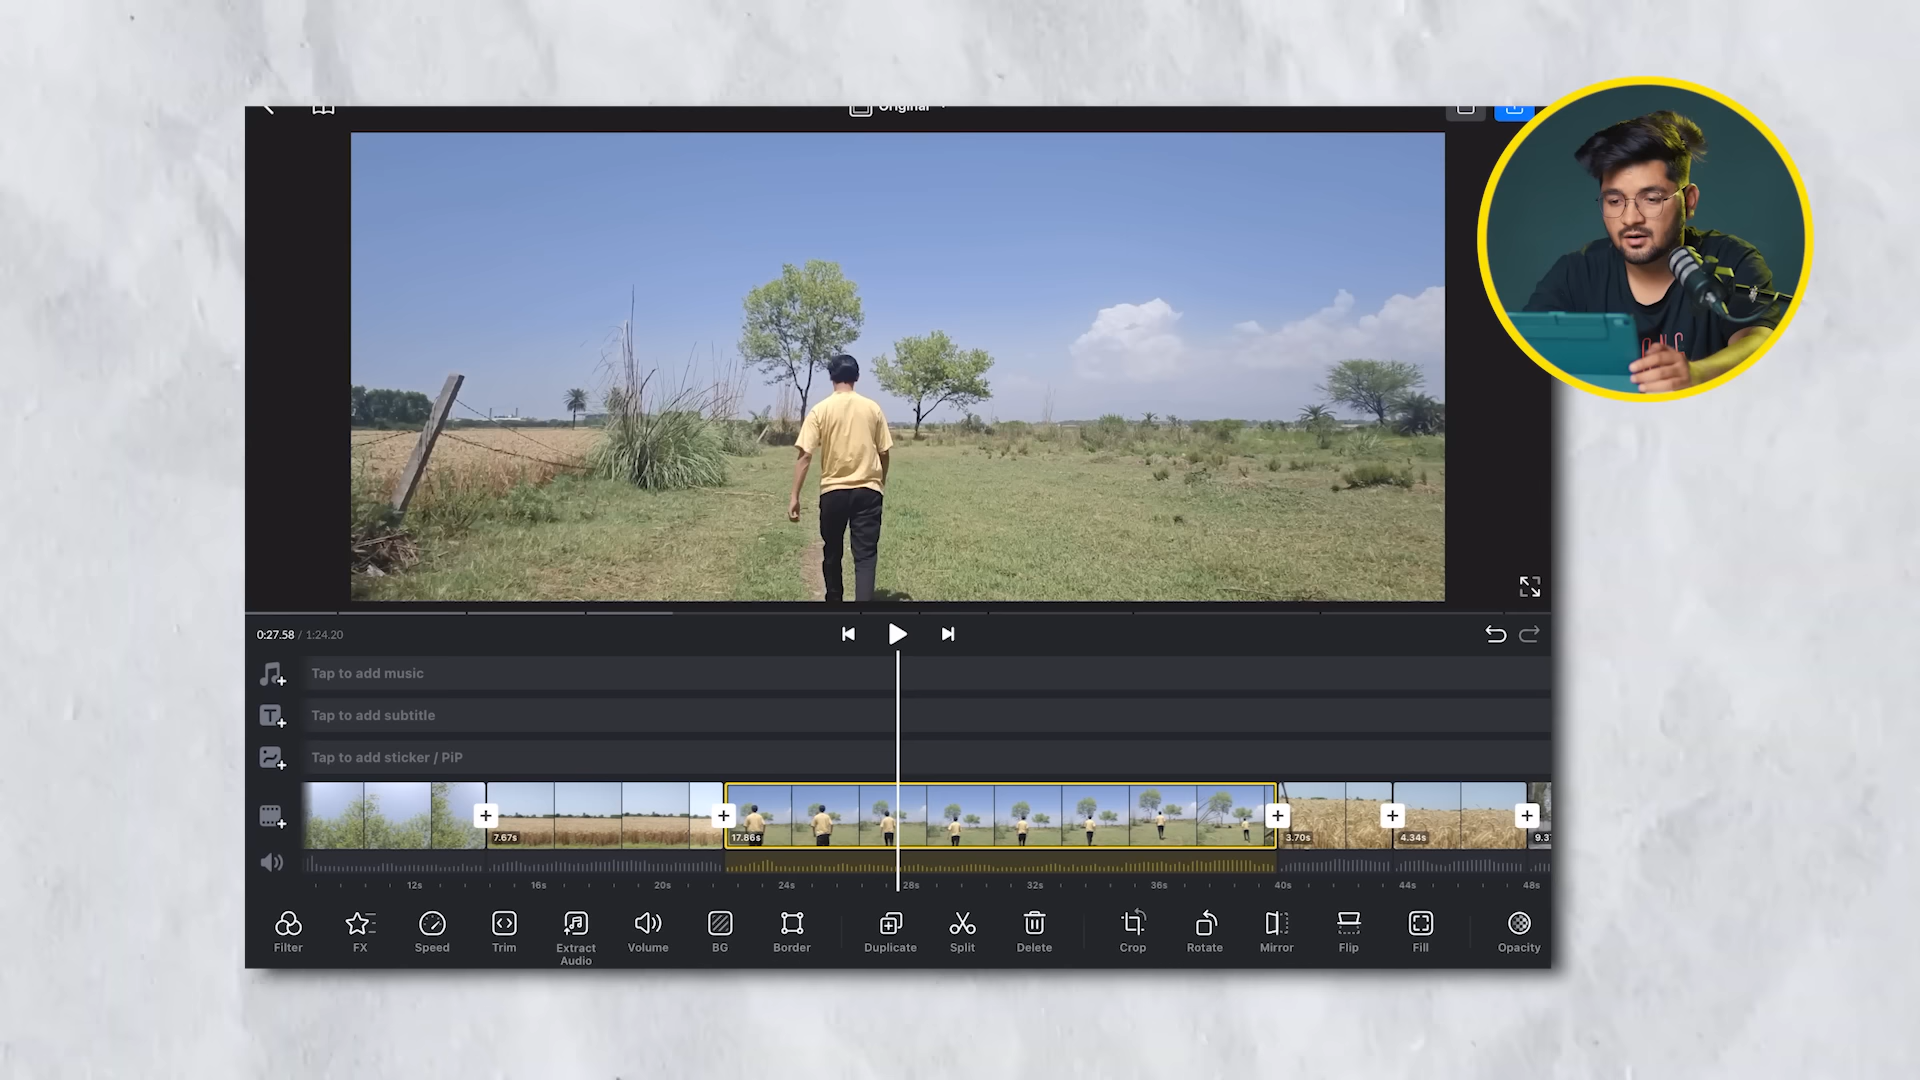 Original
0:27.58 / 1:24.20
Tap to add music
Tap to add subtitle
Tap to add sticker / PiP
7.67s
17.86s
3.70s
4.34s
12s 16s 20s 24s 28s 32s 36s 40s 44s 48s
Filter FX Speed Trim Extract Audio Volume BG Border Duplicate Split Delete Crop Rotate Mirror Flip Fill Opacity